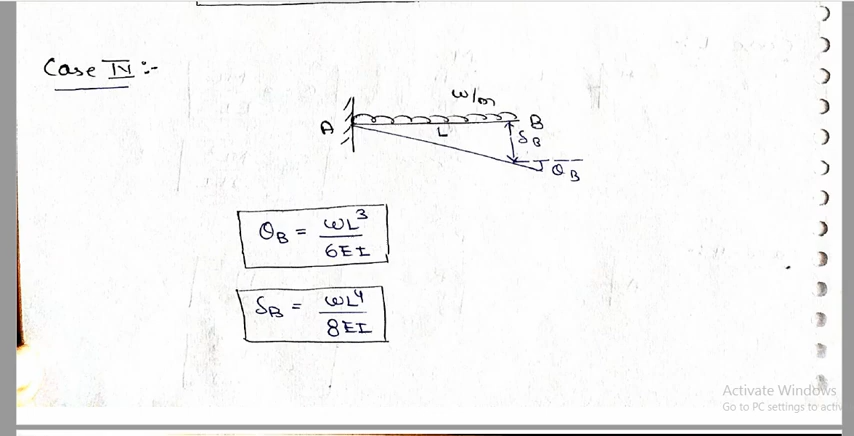 Case IV :-
w/m
A
B
L
δB
θB
θB = wL³/6EI
δB = wL⁴/8EI
Activate Windows
Go to PC settings to activ